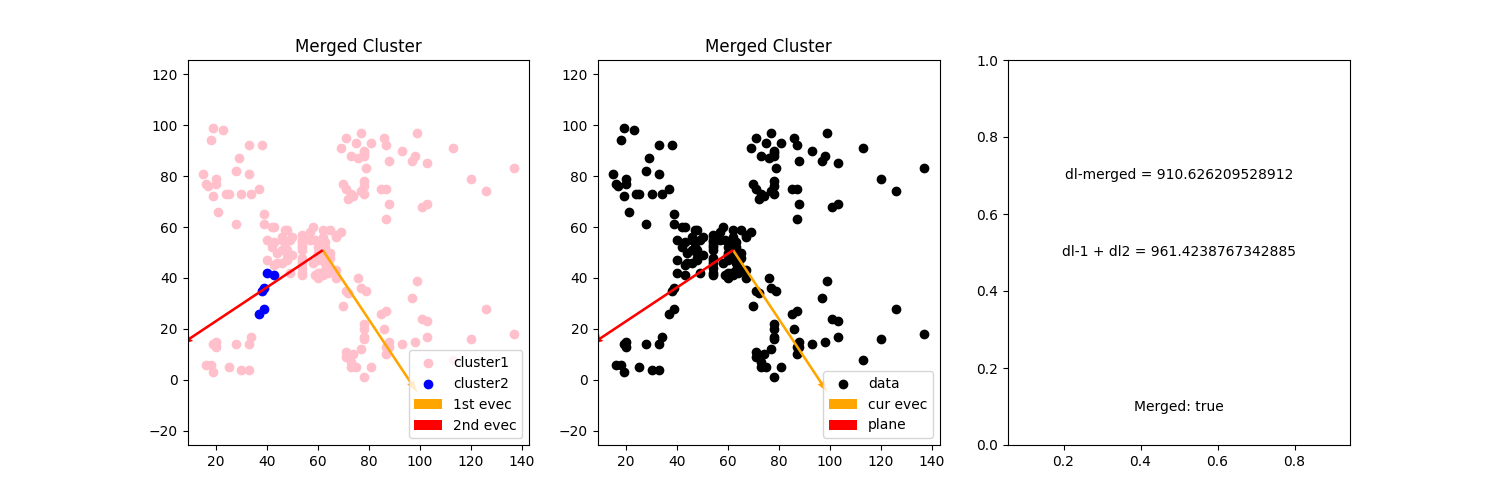 Merged Cluster
120
100
80
60
40
20
0
−20
20 40 60 80 100 120 140
cluster1
cluster2
1st evec
2nd evec
Merged Cluster
120
100
80
60
40
20
0
−20
20 40 60 80 100 120 140
data
cur evec
plane
1.0
0.8
0.6
0.4
0.2
0.0
0.2 0.4 0.6 0.8
dl-merged = 910.626209528912
dl-1 + dl2 = 961.4238767342885
Merged: true